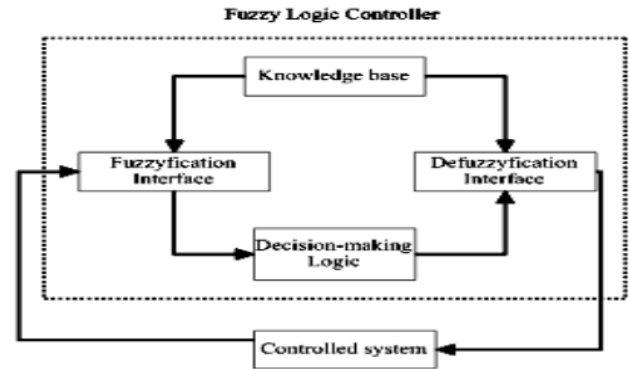 Fuzzy Logic Controller
Knowledge base
Fuzzyfication
Interface
Defuzzyfication
Interface
Decision-making
Logic
Controlled system